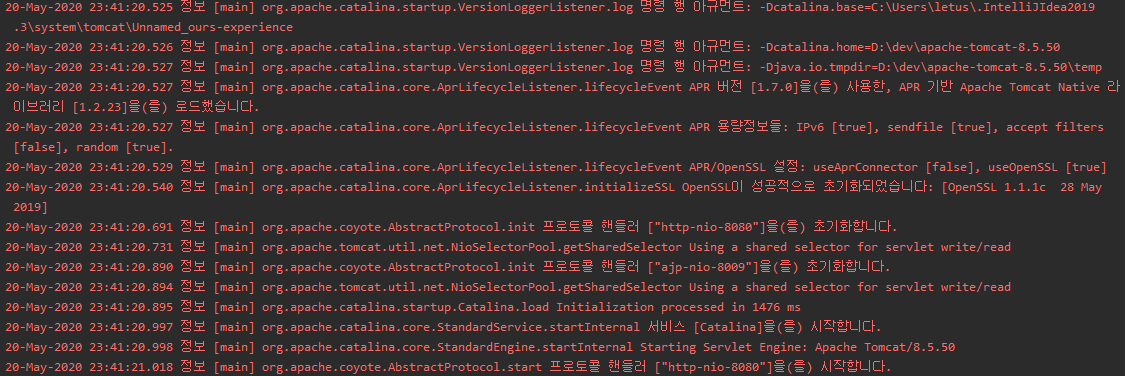 20-May-2020 23:41:20.525 정보 [main] org.apache.catalina.startup.VersionLoggerListener.log 명령 행 아규먼트: -Dcatalina.base=C:\Users\letus\.IntelliJIdea2019
.3\system\tomcat\Unnamed_ours-experience
20-May-2020 23:41:20.526 정보 [main] org.apache.catalina.startup.VersionLoggerListener.log 명령 행 아규먼트: -Dcatalina.home=D:\dev\apache-tomcat-8.5.50
20-May-2020 23:41:20.527 정보 [main] org.apache.catalina.startup.VersionLoggerListener.log 명령 행 아규먼트: -Djava.io.tmpdir=D:\dev\apache-tomcat-8.5.50\temp
20-May-2020 23:41:20.527 정보 [main] org.apache.catalina.core.AprLifecycleListener.lifecycleEvent APR 버전 [1.7.0]을(를) 사용한, APR 기반 Apache Tomcat Native 라
이브러리 [1.2.23]을(를) 로드했습니다.
20-May-2020 23:41:20.527 정보 [main] org.apache.catalina.core.AprLifecycleListener.lifecycleEvent APR 용량정보들: IPv6 [true], sendfile [true], accept filters
[false], random [true].
20-May-2020 23:41:20.529 정보 [main] org.apache.catalina.core.AprLifecycleListener.lifecycleEvent APR/OpenSSL 설정: useAprConnector [false], useOpenSSL [true]
20-May-2020 23:41:20.540 정보 [main] org.apache.catalina.core.AprLifecycleListener.initializeSSL OpenSSL이 성공적으로 초기화되었습니다: [OpenSSL 1.1.1c  28 May
2019]
20-May-2020 23:41:20.691 정보 [main] org.apache.coyote.AbstractProtocol.init 프로토콜 핸들러 ["http-nio-8080"]을(를) 초기화합니다.
20-May-2020 23:41:20.731 정보 [main] org.apache.tomcat.util.net.NioSelectorPool.getSharedSelector Using a shared selector for servlet write/read
20-May-2020 23:41:20.890 정보 [main] org.apache.coyote.AbstractProtocol.init 프로토콜 핸들러 ["ajp-nio-8009"]을(를) 초기화합니다.
20-May-2020 23:41:20.894 정보 [main] org.apache.tomcat.util.net.NioSelectorPool.getSharedSelector Using a shared selector for servlet write/read
20-May-2020 23:41:20.895 정보 [main] org.apache.catalina.startup.Catalina.load Initialization processed in 1476 ms
20-May-2020 23:41:20.997 정보 [main] org.apache.catalina.core.StandardService.startInternal 서비스 [Catalina]을(를) 시작합니다.
20-May-2020 23:41:20.998 정보 [main] org.apache.catalina.core.StandardEngine.startInternal Starting Servlet Engine: Apache Tomcat/8.5.50
20-May-2020 23:41:21.018 정보 [main] org.apache.coyote.AbstractProtocol.start 프로토콜 핸들러 ["http-nio-8080"]을(를) 시작합니다.